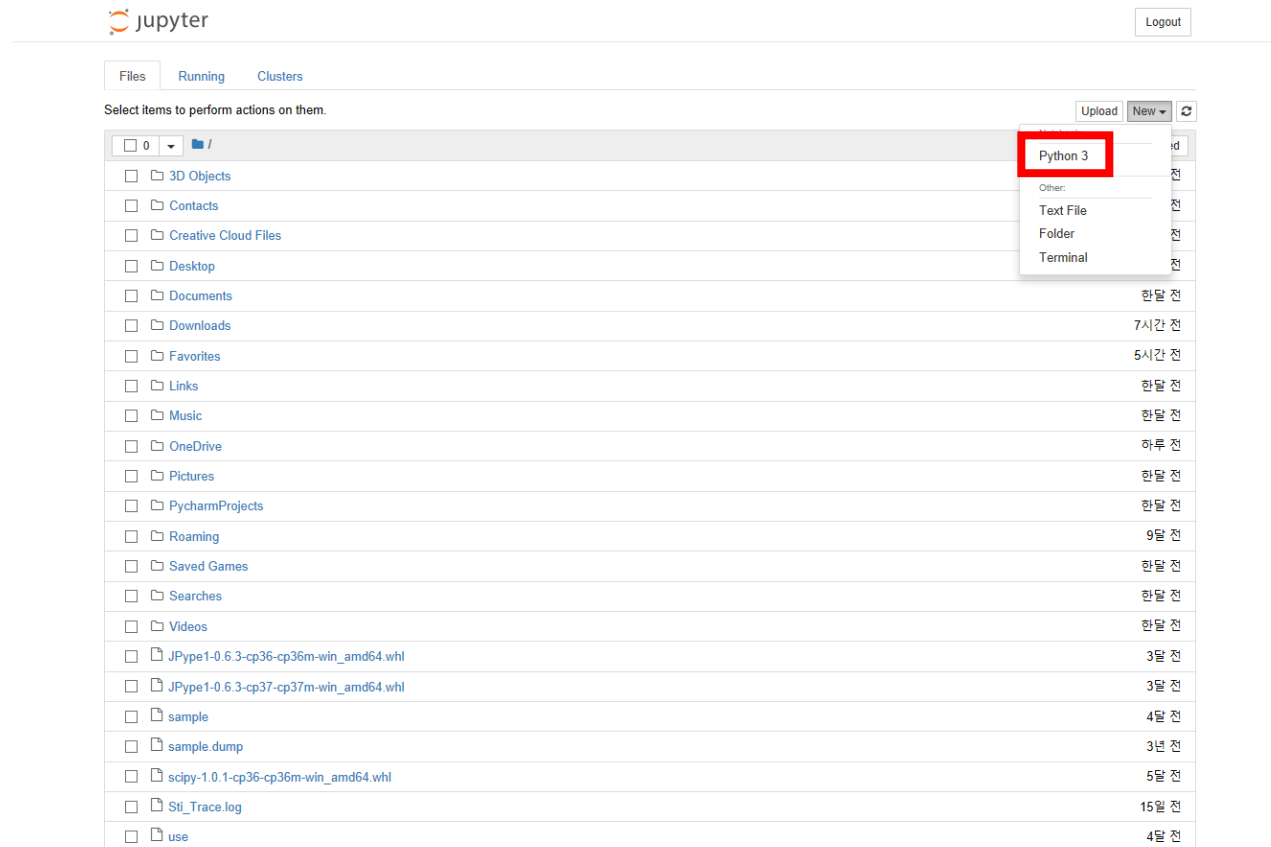 jupyter
Logout
Files Running Clusters
Select items to perform actions on them.
Upload New
0 /
Python 3
Other:
Text File
Folder
Terminal
3D Objects 전
Contacts 전
Creative Cloud Files 전
Desktop 전
Documents 한달 전
Downloads 7시간 전
Favorites 5시간 전
Links 한달 전
Music 한달 전
OneDrive 하루 전
Pictures 한달 전
PycharmProjects 한달 전
Roaming 9달 전
Saved Games 한달 전
Searches 한달 전
Videos 한달 전
JPype1-0.6.3-cp36-cp36m-win_amd64.whl 3달 전
JPype1-0.6.3-cp37-cp37m-win_amd64.whl 3달 전
sample 4달 전
sample.dump 3년 전
scipy-1.0.1-cp36-cp36m-win_amd64.whl 5달 전
Sti_Trace.log 15일 전
use 4달 전